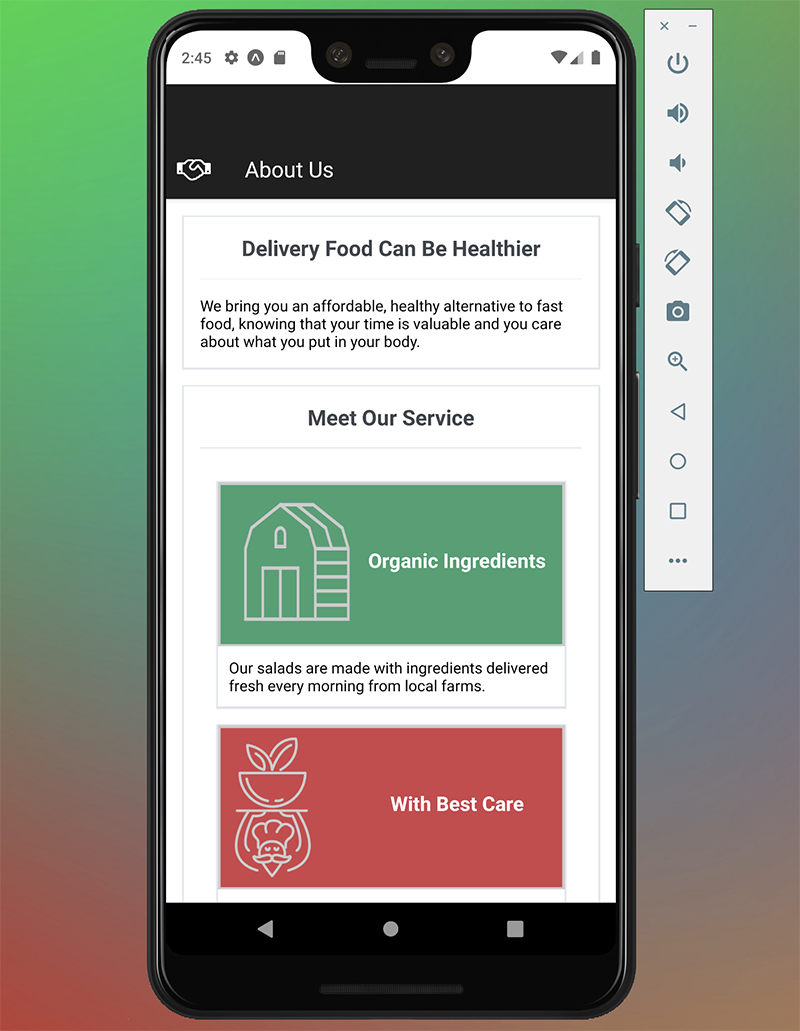 2:45
About Us
Delivery Food Can Be Healthier
We bring you an affordable, healthy alternative to fast
food, knowing that your time is valuable and you care
about what you put in your body.
Meet Our Service
Organic Ingredients
Our salads are made with ingredients delivered
fresh every morning from local farms.
With Best Care